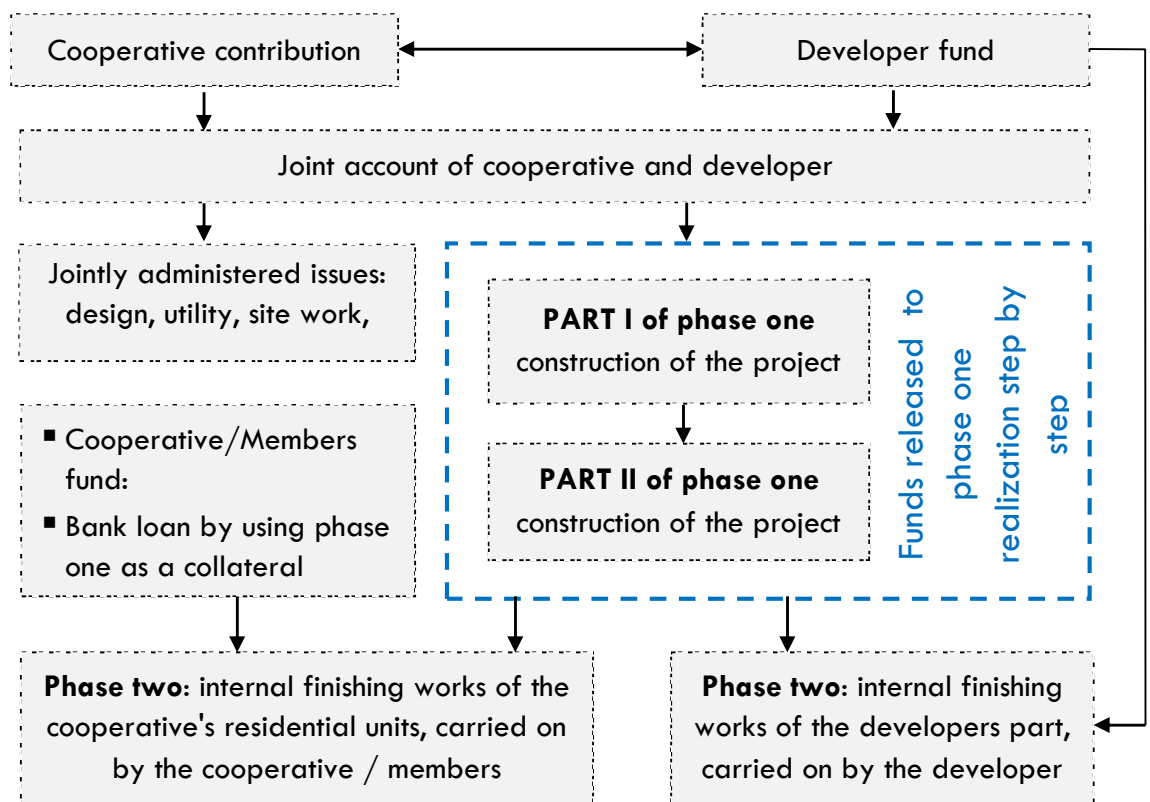 Cooperative contribution
Developer fund
Joint account of cooperative and developer
Jointly administered issues:
design, utility, site work,
PART I of phase one
construction of the project
PART II of phase one
construction of the project
Funds released to
phase one
realization step by
step
▪ Cooperative/Members
fund:
▪ Bank loan by using phase
one as a collateral
Phase two: internal finishing works of the
cooperative's residential units, carried on
by the cooperative / members
Phase two: internal finishing
works of the developers part,
carried on by the developer